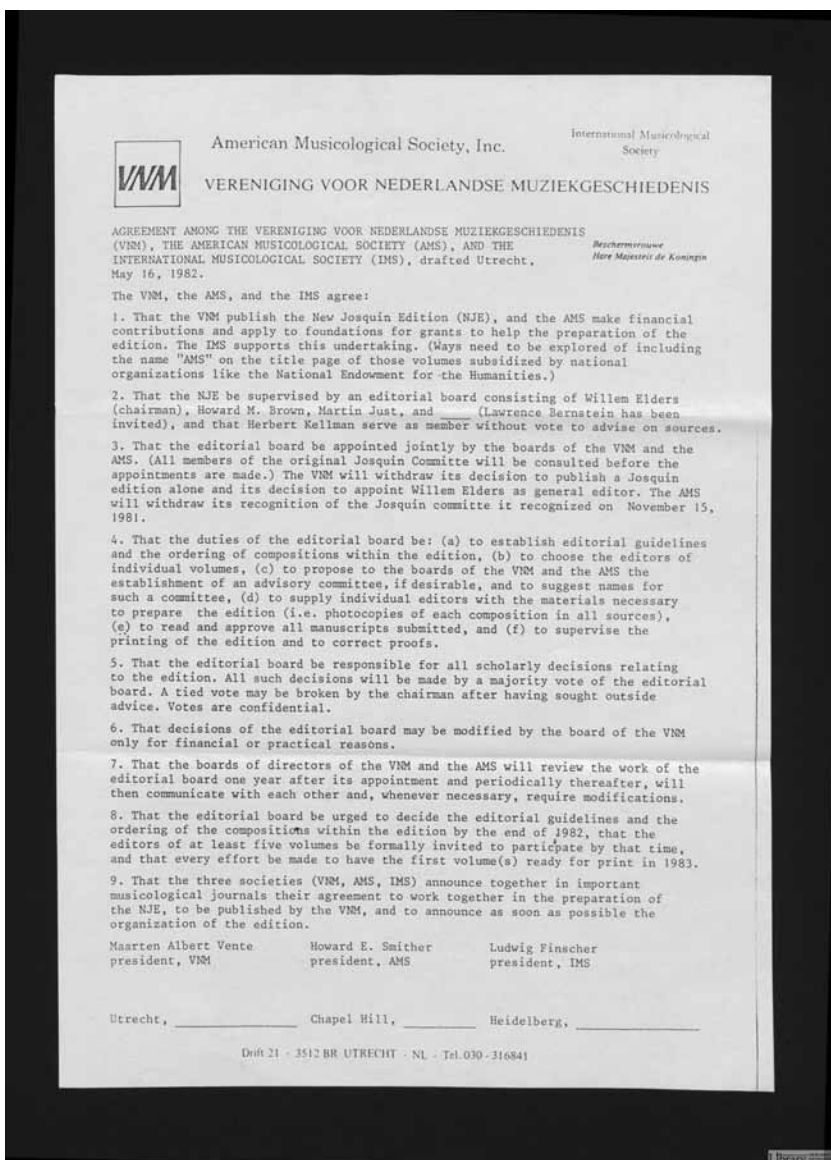 American Musicological Society, Inc.
International Musicological
Society
VNM
VERENIGING VOOR NEDERLANDSE MUZIEKGESCHIEDENIS
AGREEMENT AMONG THE VERENIGING VOOR NEDERLANDSE MUZIEKGESCHIEDENIS
(VNM), THE AMERICAN MUSICOLOGICAL SOCIETY (AMS), AND THE
INTERNATIONAL MUSICOLOGICAL SOCIETY (IMS), drafted Utrecht,
May 16, 1982.
Beschermvrouwe
Hare Majesteit de Koningin
The VNM, the AMS, and the IMS agree:
1. That the VNM publish the New Josquin Edition (NJE), and the AMS make financial
contributions and apply to foundations for grants to help the preparation of the
edition. The IMS supports this undertaking. (Ways need to be explored of including
the name "AMS" on the title page of those volumes subsidized by national
organizations like the National Endowment for the Humanities.)
2. That the NJE be supervised by an editorial board consisting of Willem Elders
(chairman), Howard M. Brown, Martin Just, and ____ (Lawrence Bernstein has been
invited), and that Herbert Kellman serve as member without vote to advise on sources.
3. That the editorial board be appointed jointly by the boards of the VNM and the
AMS. (All members of the original Josquin Committe will be consulted before the
appointments are made.) The VNM will withdraw its decision to publish a Josquin
edition alone and its decision to appoint Willem Elders as general editor. The AMS
will withdraw its recognition of the Josquin committe it recognized on November 15,
1981.
4. That the duties of the editorial board be: (a) to establish editorial guidelines
and the ordering of compositions within the edition, (b) to choose the editors of
individual volumes, (c) to propose to the boards of the VNM and the AMS the
establishment of an advisory committee, if desirable, and to suggest names for
such a committee, (d) to supply individual editors with the materials necessary
to prepare the edition (i.e. photocopies of each composition in all sources),
(e) to read and approve all manuscripts submitted, and (f) to supervise the
printing of the edition and to correct proofs.
5. That the editorial board be responsible for all scholarly decisions relating
to the edition. All such decisions will be made by a majority vote of the editorial
board. A tied vote may be broken by the chairman after having sought outside
advice. Votes are confidential.
6. That decisions of the editorial board may be modified by the board of the VNM
only for financial or practical reasons.
7. That the boards of directors of the VNM and the AMS will review the work of the
editorial board one year after its appointment and periodically thereafter, will
then communicate with each other and, whenever necessary, require modifications.
8. That the editorial board be urged to decide the editorial guidelines and the
ordering of the compositions within the edition by the end of 1982, that the
editors of at least five volumes be formally invited to particpate by that time,
and that every effort be made to have the first volume(s) ready for print in 1983.
9. That the three societies (VNM, AMS, IMS) announce together in important
musicological journals their agreement to work together in the preparation of
the NJE, to be published by the VNM, and to announce as soon as possible the
organization of the edition.
Maarten Albert Vente Howard E. Smither Ludwig Finscher
president, VNM president, AMS president, IMS
Utrecht, ____ Chapel Hill, ____ Heidelberg, ____
Drift 21 - 3512 BR UTRECHT - NL - Tel. 030 - 316841
Library